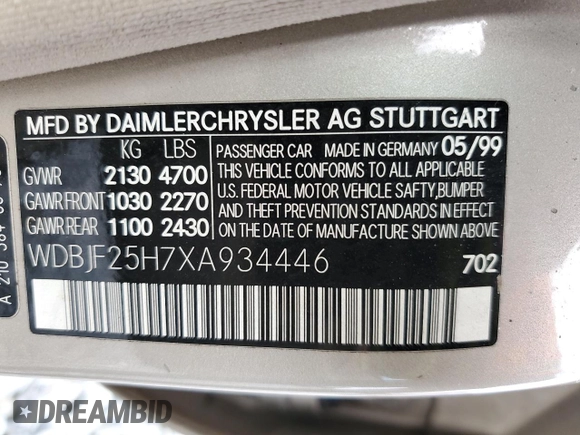 MFD BY DAIMLERCHRYSLER AG STUTTGART
KG LBS
GVWR 2130 4700
GAWR FRONT 1030 2270
GAWR REAR 1100 2430
PASSENGER CAR MADE IN GERMANY 05/99
THIS VEHICLE CONFORMS TO ALL APPLICABLE
U.S. FEDERAL MOTOR VEHICLE SAFTY,BUMPER
AND THEFT PREVENTION STANDARDS
IN EFFECT ON THE DATE
OF MANUFACTURE SHOWN ABOVE.
WDBJF25H7XA934446
702
A 210 584
DREAMBID